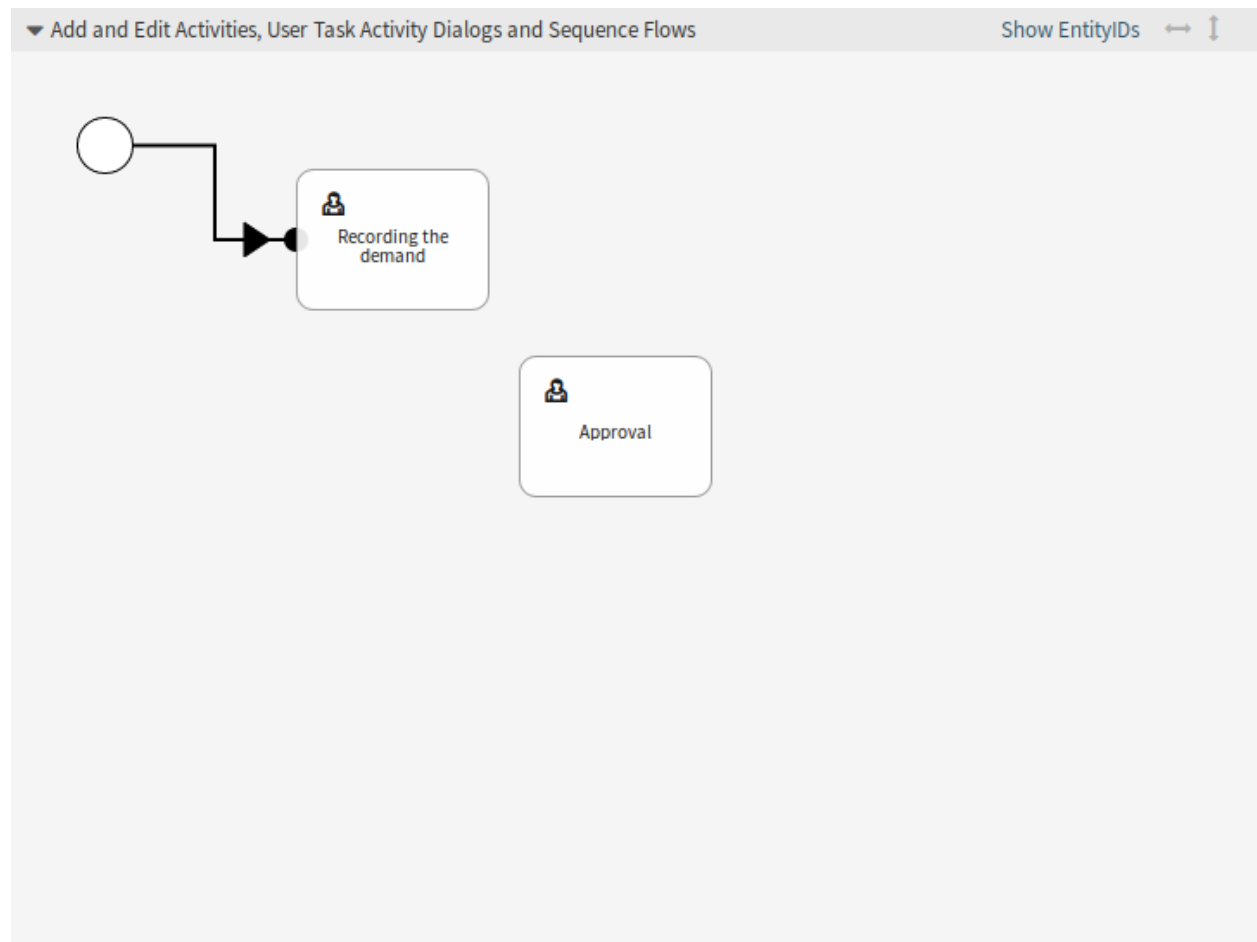 Add and Edit Activities, User Task Activity Dialogs and Sequence Flows Show EntityIDs
Recording the
demand
Approval